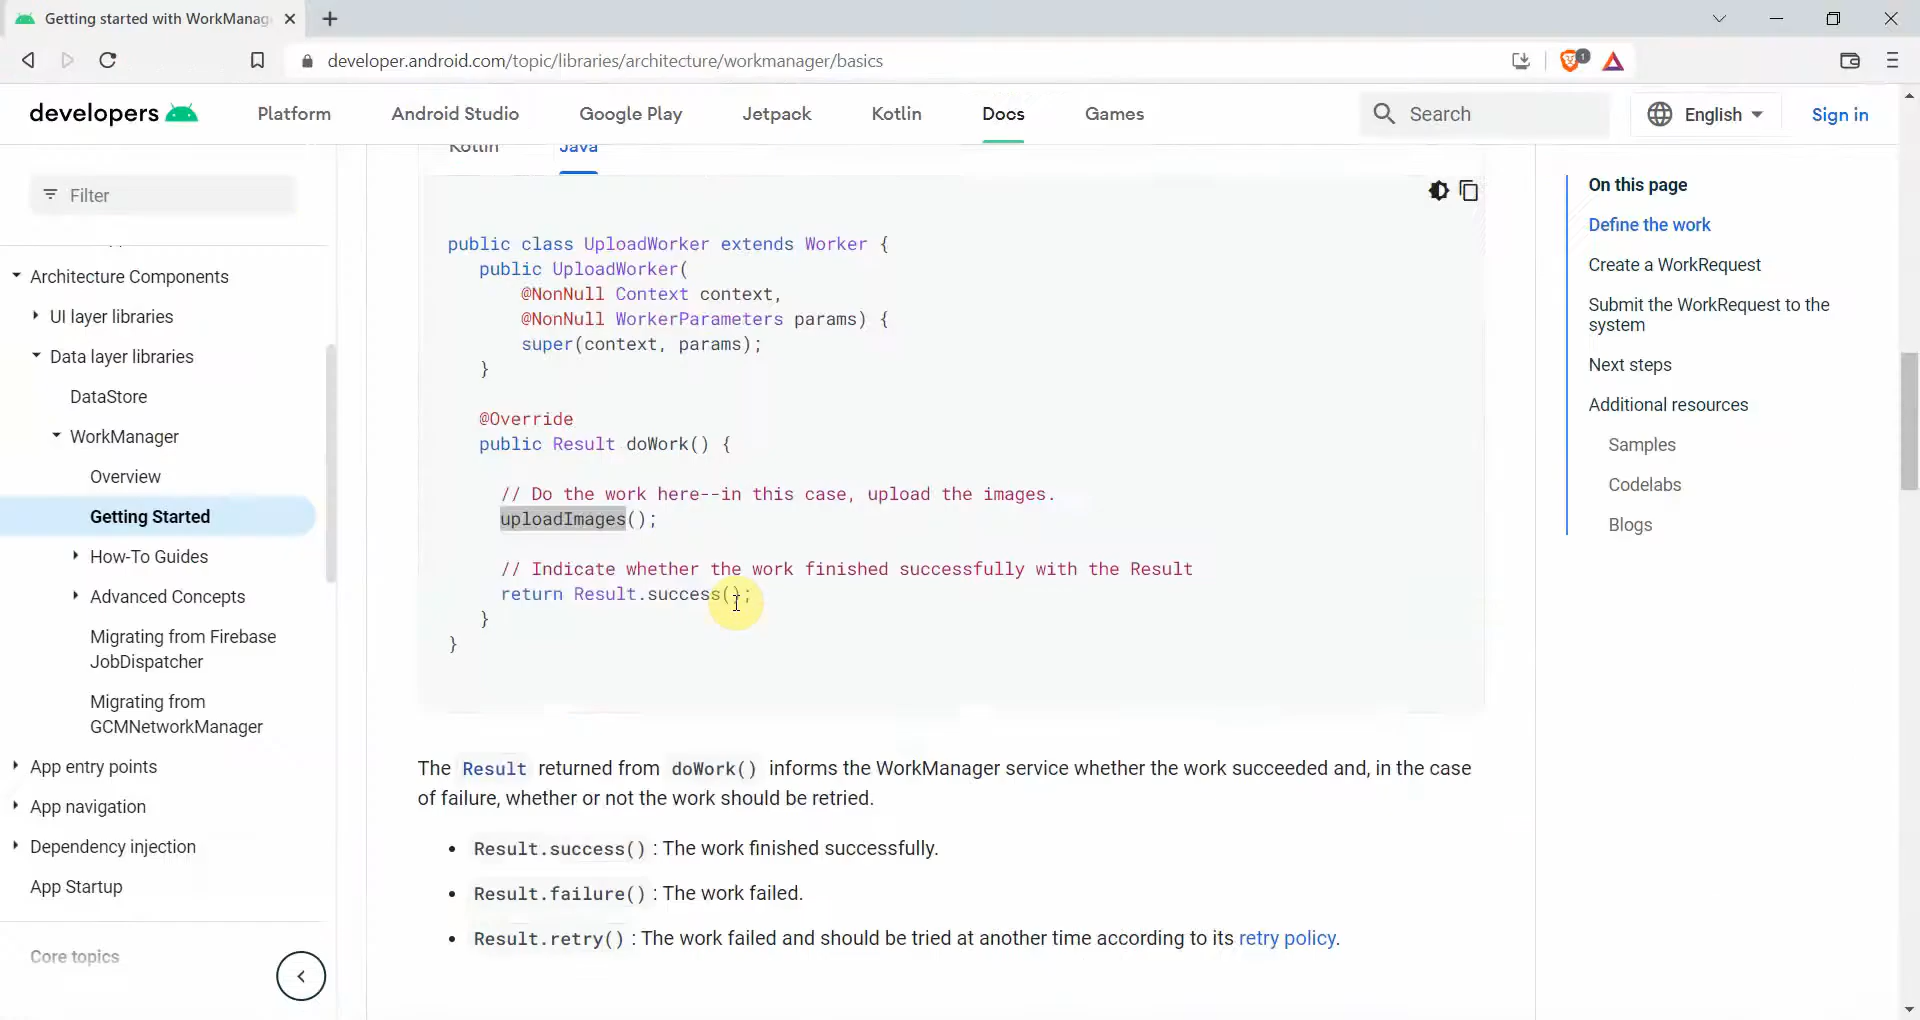 Getting started with WorkManag
developer.android.com/topic/libraries/architecture/workmanager/basics
1
developers
Platform
Android Studio
Google Play
Jetpack
Kotlin
Docs
Games
Search
English
Sign in
Filter
Architecture Components
UI layer libraries
Data layer libraries
DataStore
WorkManager
Overview
Getting Started
How-To Guides
Advanced Concepts
Migrating from Firebase
JobDispatcher
Migrating from
GCMNetworkManager
App entry points
App navigation
Dependency injection
App Startup
Core topics
Kotlin
Java
public class UploadWorker extends Worker {
public UploadWorker(
@NonNull Context context,
@NonNull WorkerParameters params) {
super(context, params);
}
@Override
public Result doWork() {
// Do the work here--in this case, upload the images.
uploadImages();
// Indicate whether the work finished successfully with the Result
return Result.success();
}
}
The Result returned from doWork() informs the WorkManager service whether the work succeeded and, in the case
of failure, whether or not the work should be retried.
• Result.success() : The work finished successfully.
• Result.failure() : The work failed.
• Result.retry() : The work failed and should be tried at another time according to its retry policy.
On this page
Define the work
Create a WorkRequest
Submit the WorkRequest to the
system
Next steps
Additional resources
Samples
Codelabs
Blogs